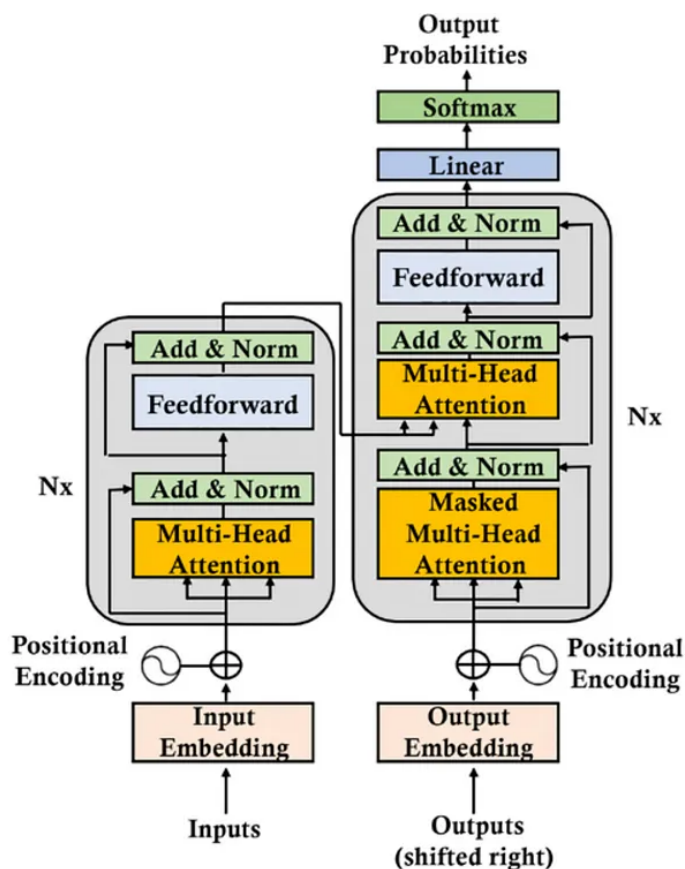 Output
Probabilities
Softmax
Linear
Add & Norm
Feedforward
Add & Norm
Multi-Head
Attention
Nx
Add & Norm
Masked
Multi-Head
Attention
Add & Norm
Feedforward
Nx
Add & Norm
Multi-Head
Attention
Positional
Encoding
Positional
Encoding
Input
Embedding
Output
Embedding
Inputs
Outputs
(shifted right)